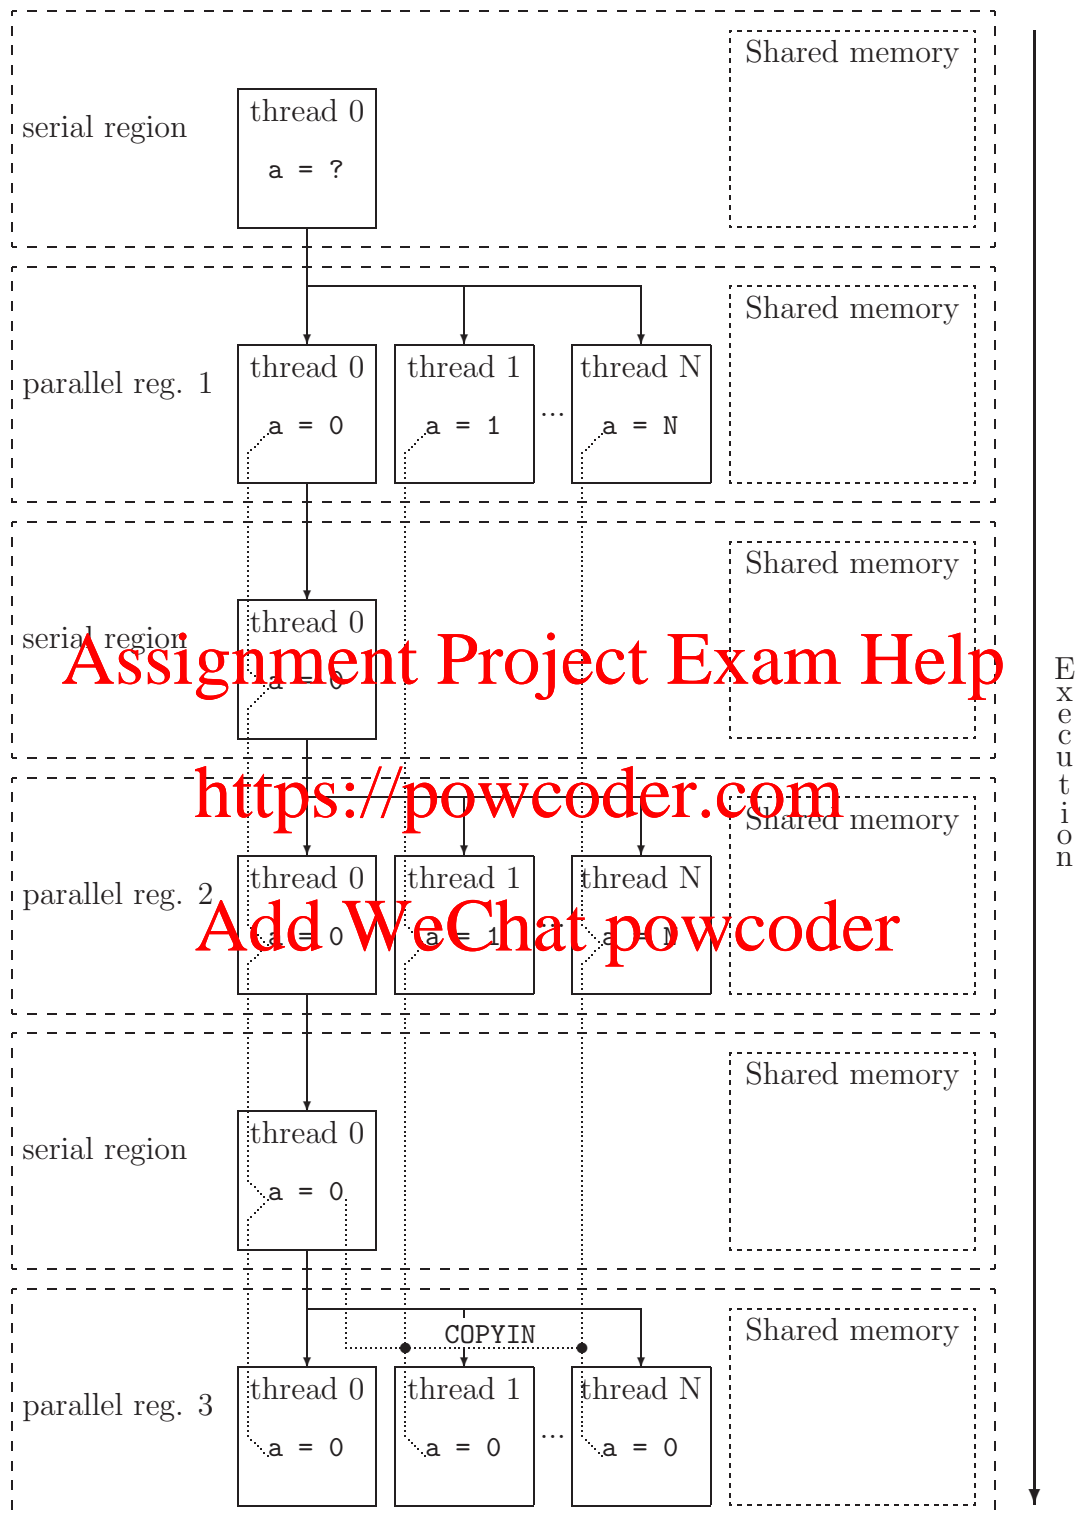 Shared memory
thread 0
serial region
a = ?
Shared memory
thread 0 thread 1 thread N
parallel reg. 1
a = 0 a = 1 ... a = N
Shared memory
thread 0
serial region
Assignment Project Exam Help
a = 0
Execution
https://powcoder.com
Shared memory
thread 0 thread 1 thread N
parallel reg. 2
Add WeChat powcoder
a = 0 a = 1 a = N
Shared memory
thread 0
serial region
a = 0
COPYIN
Shared memory
thread 0 thread 1 thread N
parallel reg. 3
a = 0 a = 0 ... a = 0